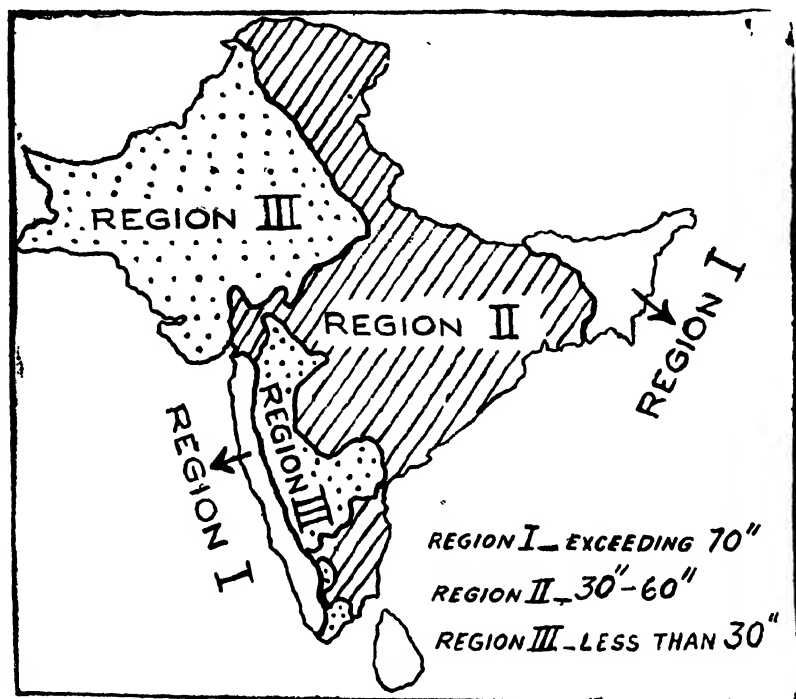 REGION III
REGION II
REGION I
REGION I
REGION III
REGION I - EXCEEDING 70"
REGION II - 30"-60"
REGION III - LESS THAN 30"